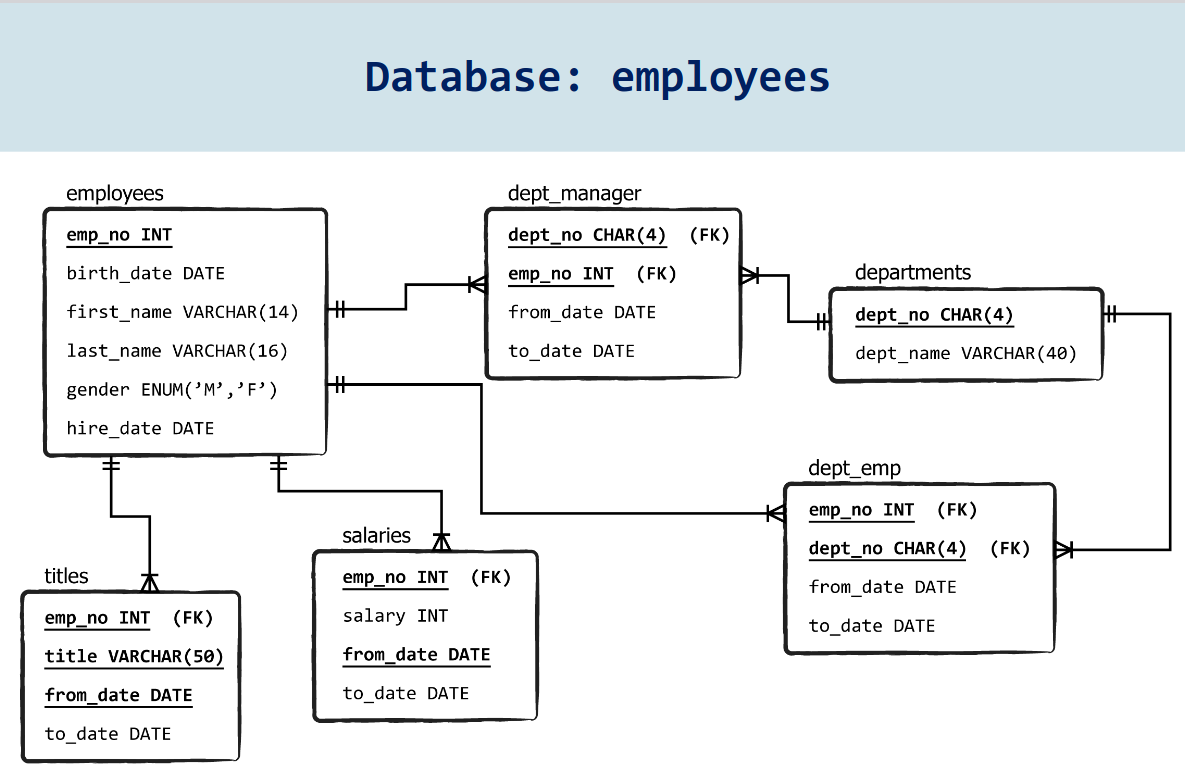 Database: employees
employees
emp_no INT
birth_date DATE
first_name VARCHAR(14)
last_name VARCHAR(16)
gender ENUM(’M’,’F’)
hire_date DATE
dept_manager
dept_no CHAR(4) (FK)
emp_no INT (FK)
from_date DATE
to_date DATE
departments
dept_no CHAR(4)
dept_name VARCHAR(40)
dept_emp
emp_no INT (FK)
dept_no CHAR(4) (FK)
from_date DATE
to_date DATE
salaries
emp_no INT (FK)
salary INT
from_date DATE
to_date DATE
titles
emp_no INT (FK)
title VARCHAR(50)
from_date DATE
to_date DATE